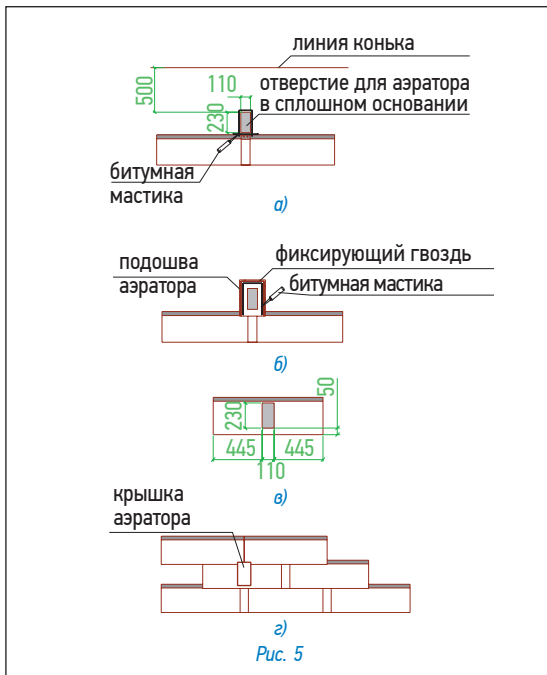 линия конька
500
110
отверстие для аэратора
в сплошном основании
230
битумная
мастика
а)
подошва
аэратора
фиксирующий гвоздь
битумная мастика
б)
50
230
445
445
110
в)
крышка
аэратора
г)
Рис. 5